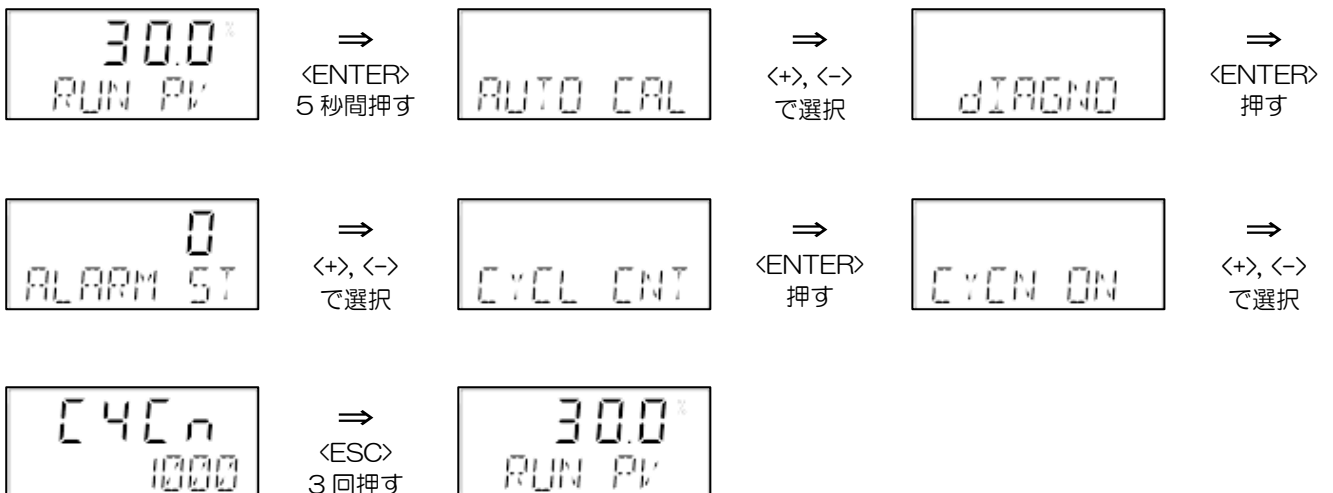 30.0%
RUN PV
⇒
<ENTER>
5 秒間押す
AUTO CAL
⇒
<+>, <->
で選択
dIAGNO
⇒
<ENTER>
押す
0
ALARM ST
⇒
<+>, <->
で選択
CYCL CNT
⇒
<ENTER>
押す
CYCN ON
⇒
<+>, <->
で選択
CYCn
1000
⇒
<ESC>
3 回押す
30.0%
RUN PV